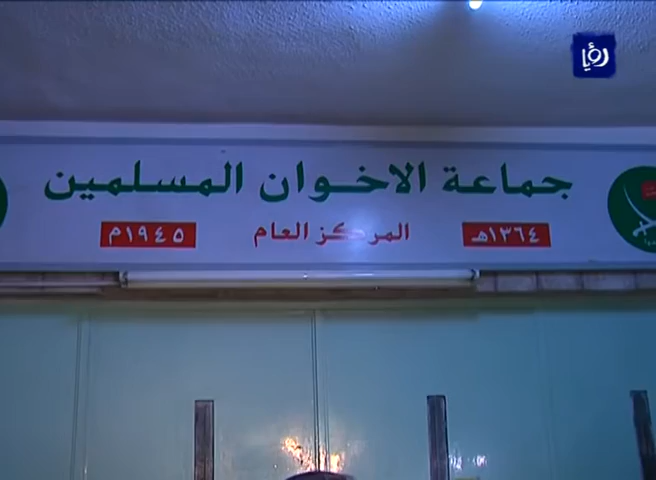 رؤيا
جماعة الاخوان المسلمين
١٣٦٤هـ المركز العام ١٩٤٥م